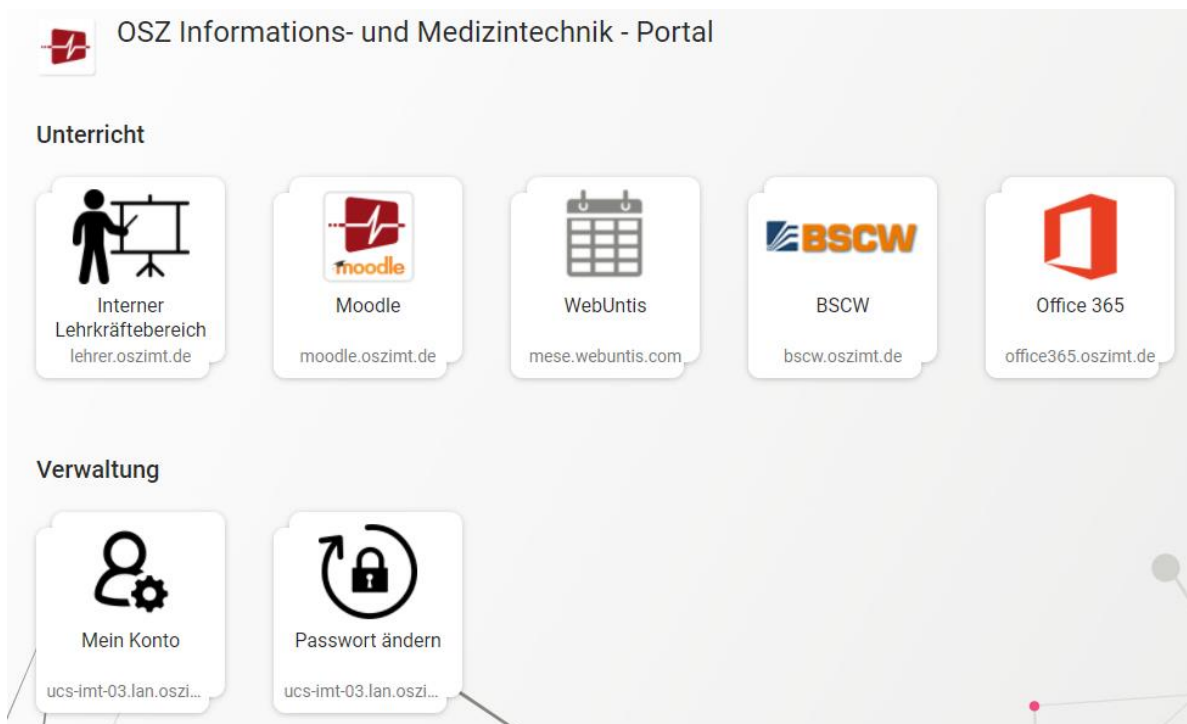 OSZ Informations- und Medizintechnik - Portal
Unterricht
moodle
BSCW
Interner
Lehrkräftebereich
lehrer.oszimt.de
Moodle
moodle.oszimt.de
WebUntis
mese.webuntis.com
BSCW
bscw.oszimt.de
Office 365
office365.oszimt.de
Verwaltung
Mein Konto
ucs-imt-03.lan.oszi...
Passwort ändern
ucs-imt-03.lan.oszi...